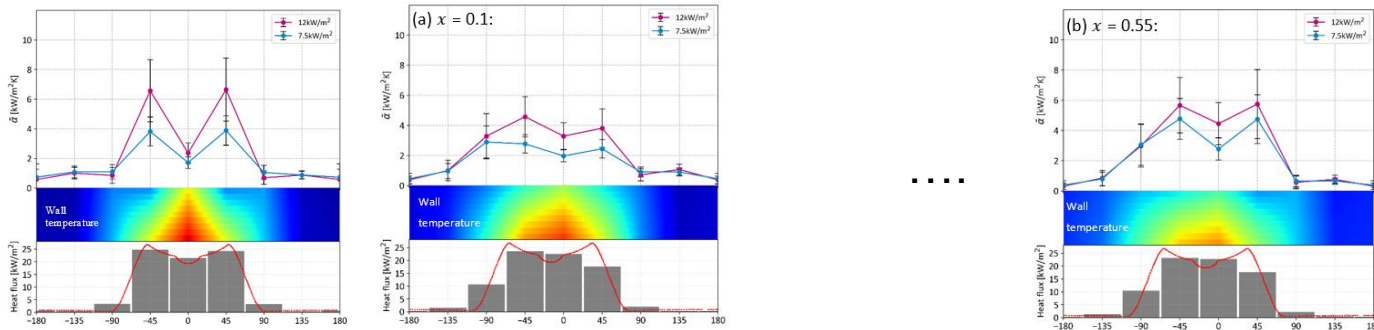 12kW/m²
7.5kW/m²
10
8
6
4
2
0
ᾱ [kW/m²K]
Wall
temperature
Heat flux [kW/m²]
25
20
15
10
5
0
−180 −135 −90 −45 0 45 90 135 180
(a) x = 0.1:
12kW/m²
7.5kW/m²
10
8
6
4
2
0
ᾱ [kW/m²K]
Wall
temperature
Heat flux [kW/m²]
25
20
15
10
5
0
−180 −135 −90 −45 0 45 90 135 180
....
(b) x = 0.55:
12kW/m²
7.5kW/m²
10
8
6
4
2
0
ᾱ [kW/m²K]
Wall
temperature
Heat flux [kW/m²]
25
20
15
10
5
0
−180 −135 −90 −45 0 45 90 135 180